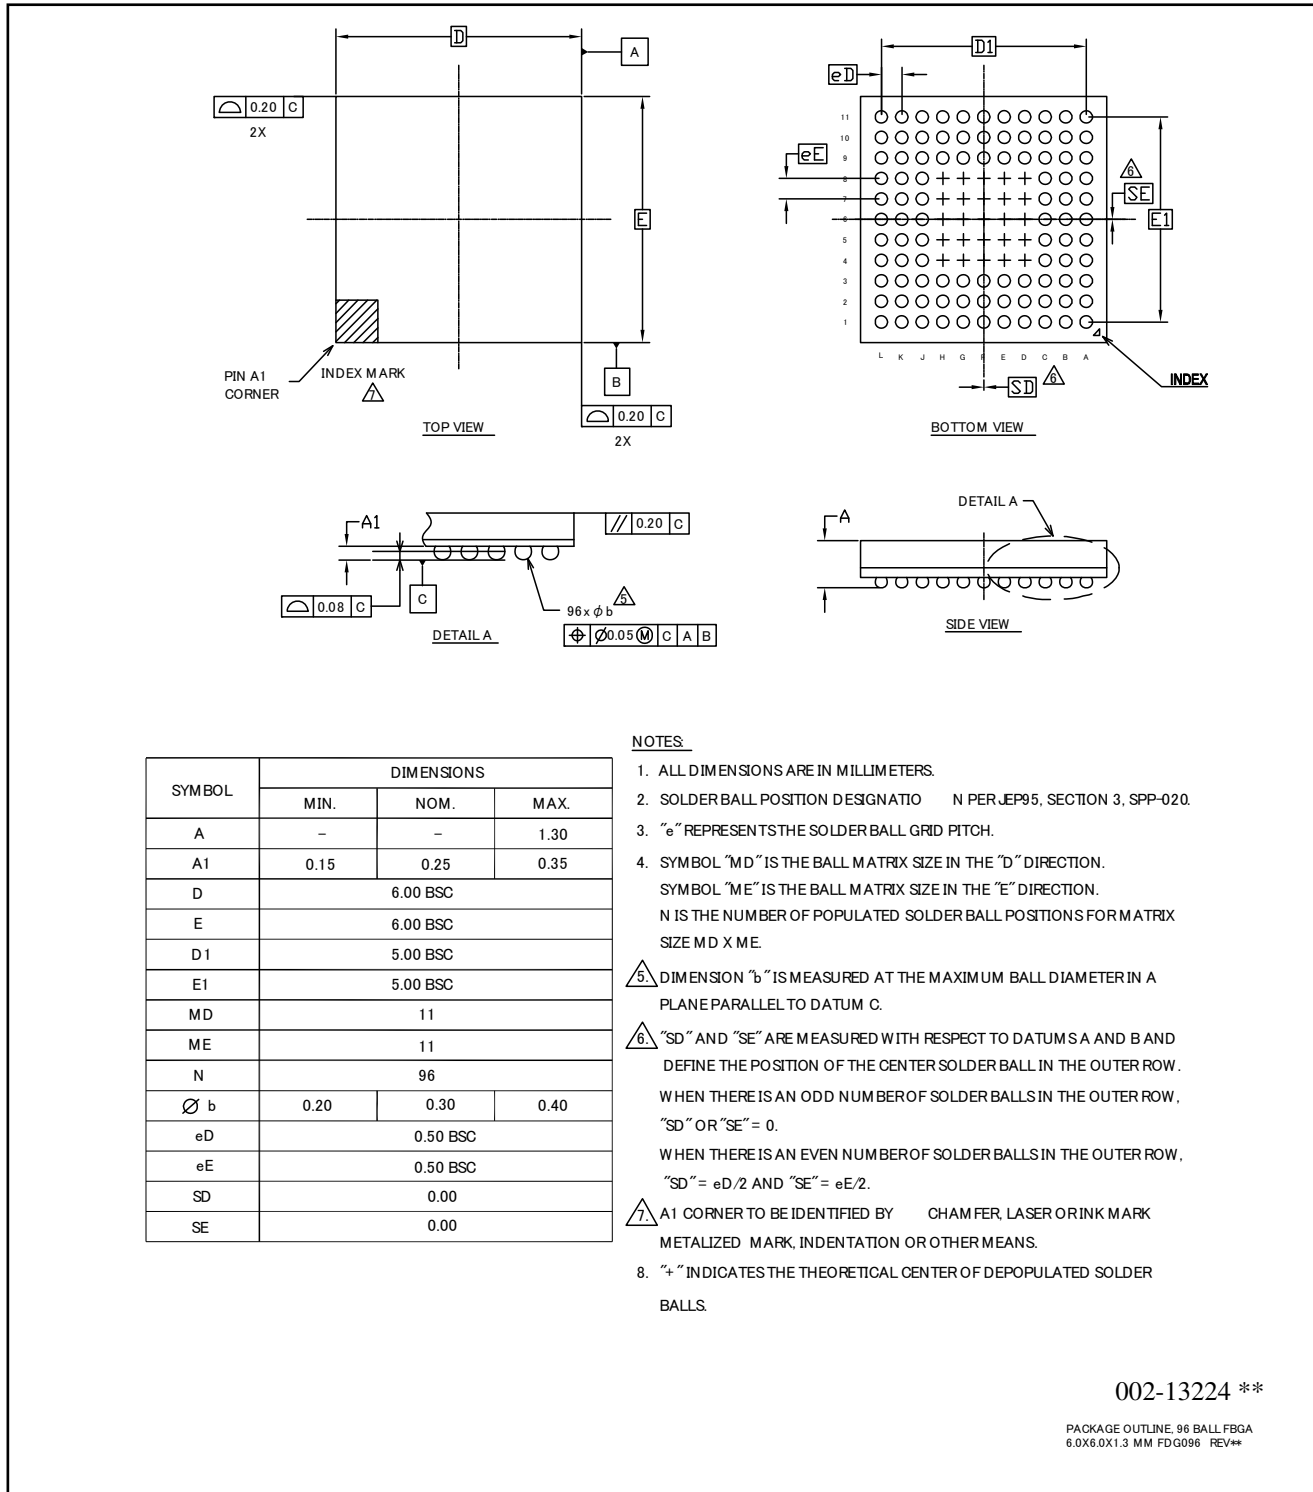 D
A
0.20 C
2X
E
PIN A1
CORNER
INDEX MARK
7
B
0.20 C
2X
TOP VIEW
D1
eD
11
10
9
8
7
6
5
4
3
2
1
eE
6
SE
E1
L K J H G F E D C B A
SD
6
INDEX
BOTTOM VIEW
A1
// 0.20 C
0.08 C
C
96x ϕ b
5
⌀0.05 Ⓜ C A B
DETAIL A
DETAIL A
A
SIDE VIEW
SYMBOL DIMENSIONS
MIN. NOM. MAX.
A – – 1.30
A1 0.15 0.25 0.35
D 6.00 BSC
E 6.00 BSC
D1 5.00 BSC
E1 5.00 BSC
MD 11
ME 11
N 96
⌀ b 0.20 0.30 0.40
eD 0.50 BSC
eE 0.50 BSC
SD 0.00
SE 0.00
NOTES:
1. ALL DIMENSIONS ARE IN MILLIMETERS.
2. SOLDER BALL POSITION DESIGNATIO N PER JEP95, SECTION 3, SPP-020.
3. "e" REPRESENTS THE SOLDER BALL GRID PITCH.
4. SYMBOL "MD" IS THE BALL MATRIX SIZE IN THE "D" DIRECTION.
SYMBOL "ME" IS THE BALL MATRIX SIZE IN THE "E" DIRECTION.
N IS THE NUMBER OF POPULATED SOLDER BALL POSITIONS FOR MATRIX
SIZE MD X ME.
5. DIMENSION "b" IS MEASURED AT THE MAXIMUM BALL DIAMETER IN A
PLANE PARALLEL TO DATUM C.
6. "SD" AND "SE" ARE MEASURED WITH RESPECT TO DATUMS A AND B AND
DEFINE THE POSITION OF THE CENTER SOLDER BALL IN THE OUTER ROW.
WHEN THERE IS AN ODD NUMBER OF SOLDER BALLS IN THE OUTER ROW,
"SD" OR "SE" = 0.
WHEN THERE IS AN EVEN NUMBER OF SOLDER BALLS IN THE OUTER ROW,
"SD" = eD/2 AND "SE" = eE/2.
7. A1 CORNER TO BE IDENTIFIED BY CHAMFER, LASER OR INK MARK
METALIZED MARK, INDENTATION OR OTHER MEANS.
8. "+" INDICATES THE THEORETICAL CENTER OF DEPOPULATED SOLDER
BALLS.
002-13224 **
PACKAGE OUTLINE, 96 BALL FBGA
6.0X6.0X1.3 MM FDG096 REV**